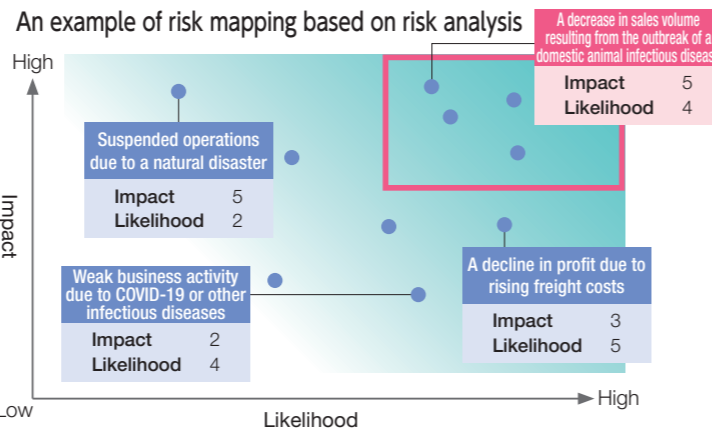 An example of risk mapping based on risk analysis
A decrease in sales volume
resulting from the outbreak of a
domestic animal infectious diseas
Impact 5
Likelihood 4
High
Suspended operations
due to a natural disaster
Impact 5
Likelihood 2
Impact
Weak business activity
due to COVID-19 or other
infectious diseases
Impact 2
Likelihood 4
A decline in profit due to
rising freight costs
Impact 3
Likelihood 5
Low
Likelihood
High